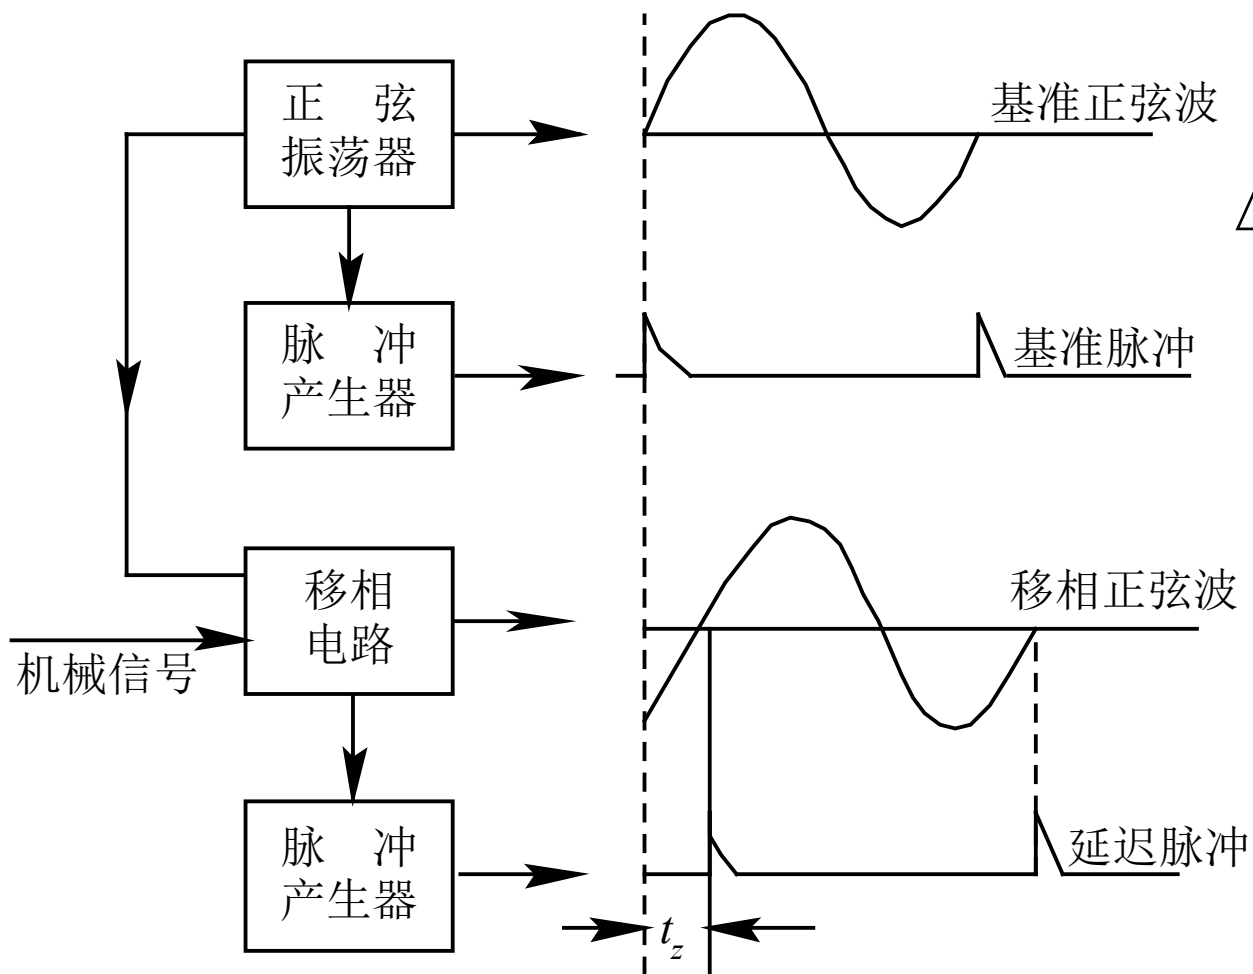 正 弦
振荡器
基准正弦波
脉 冲
产生器
基准脉冲
移相
电路
移相正弦波
机械信号
脉 冲
产生器
延迟脉冲
t_z